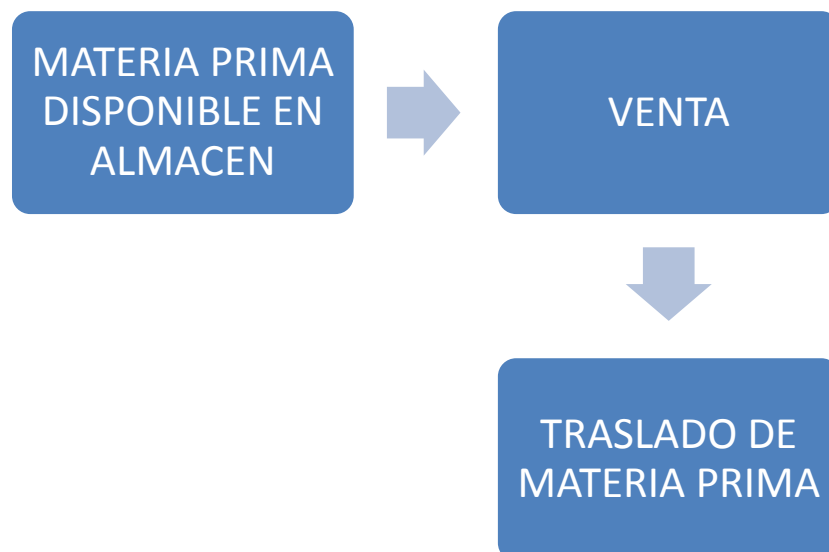 MATERIA PRIMA
DISPONIBLE EN
ALMACEN
VENTA
TRASLADO DE
MATERIA PRIMA